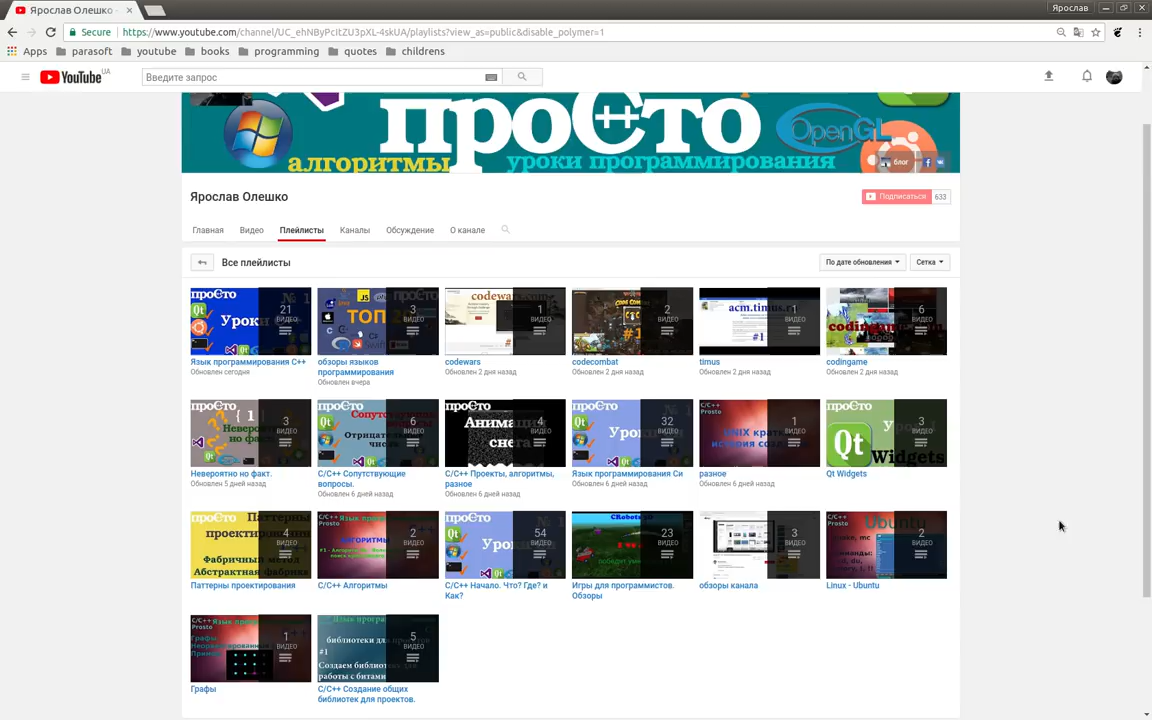 Ярослав Олешко
Ярослав
Secure
https://www.youtube.com/channel/UC_ehNByPcItZU3pXL-4skUA/playlists?view_as=public&disable_polymer=1
Apps parasoft youtube books programming quotes childrens
YouTube UA
Введите запрос
проСто
++
OpenGL
алгоритмы
уроки программирования
блог
Ярослав Олешко
Подписаться 633
Главная Видео Плейлисты Каналы Обсуждение О канале
Все плейлисты
По дате обновления
Сетка
21 ВИДЕО
3 ВИДЕО
1 ВИДЕО
2 ВИДЕО
1 ВИДЕО
6 ВИДЕО
Язык программирования C++
Обновлен сегодня
обзоры языков
программирования
Обновлен вчера
codewars
Обновлен 2 дня назад
codecombat
Обновлен 2 дня назад
timus
Обновлен 2 дня назад
codingame
Обновлен 2 дня назад
3 ВИДЕО
6 ВИДЕО
4 ВИДЕО
32 ВИДЕО
1 ВИДЕО
3 ВИДЕО
Невероятно но факт.
Обновлен 5 дней назад
C/C++ Сопутствующие
вопросы.
Обновлен 6 дней назад
C/C++ Проекты, алгоритмы,
разное
Обновлен 6 дней назад
Язык программирования Си
Обновлен 6 дней назад
разное
Обновлен 6 дней назад
Qt Widgets
4 ВИДЕО
2 ВИДЕО
54 ВИДЕО
23 ВИДЕО
3 ВИДЕО
2 ВИДЕО
Паттерны проектирования
C/C++ Алгоритмы
C/C++ Начало. Что? Где? и
Как?
Игры для программистов.
Обзоры
обзоры канала
Linux - Ubuntu
1 ВИДЕО
5 ВИДЕО
Графы
C/C++ Создание общих
библиотек для проектов.